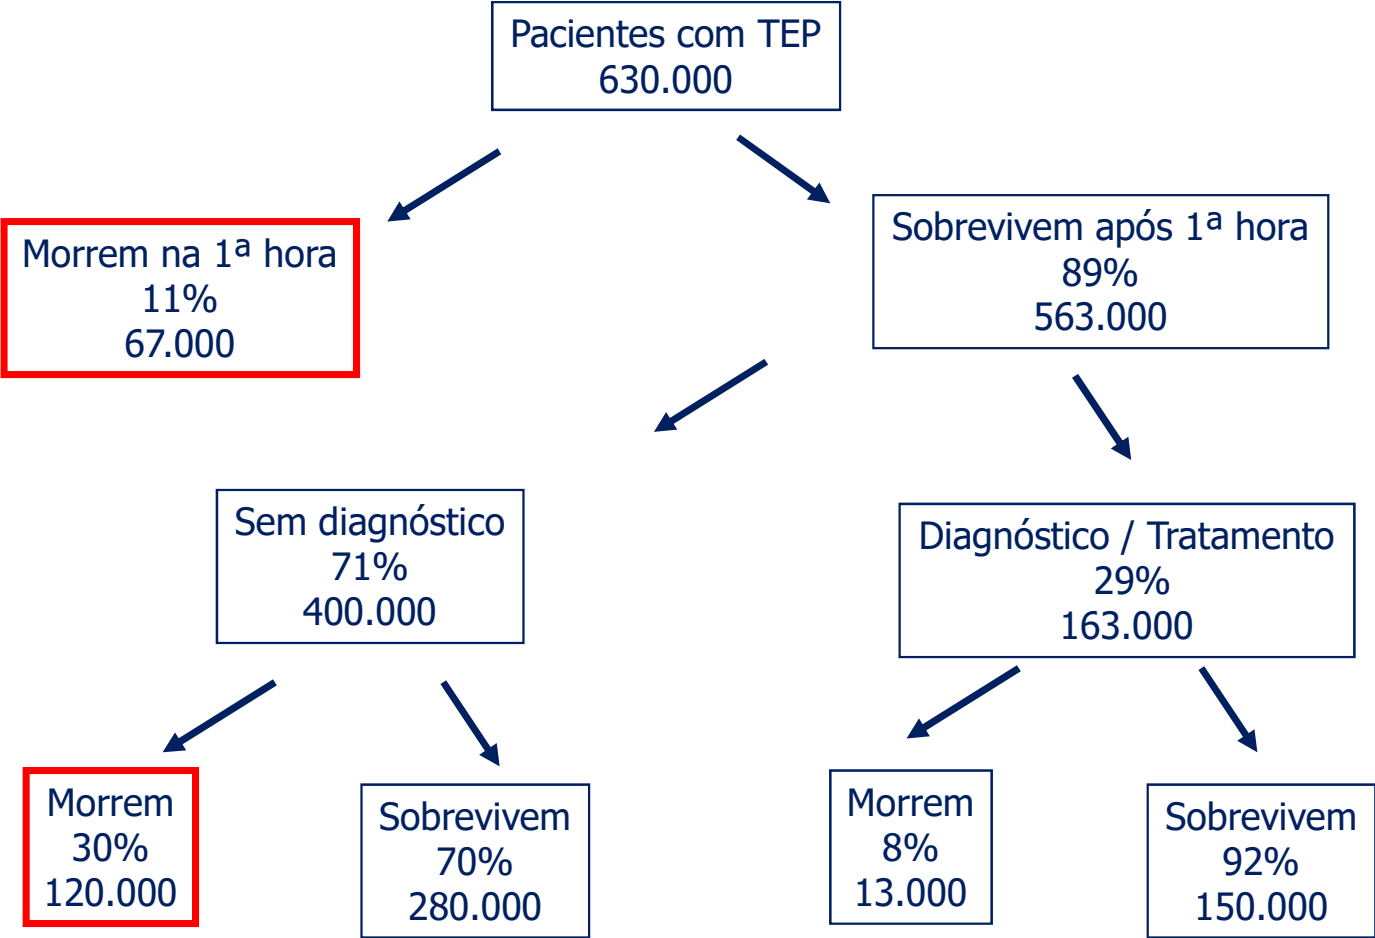 Pacientes com TEP
630.000
Morrem na 1ª hora
11%
67.000
Sobrevivem após 1ª hora
89%
563.000
Sem diagnóstico
71%
400.000
Diagnóstico / Tratamento
29%
163.000
Morrem
30%
120.000
Sobrevivem
70%
280.000
Morrem
8%
13.000
Sobrevivem
92%
150.000